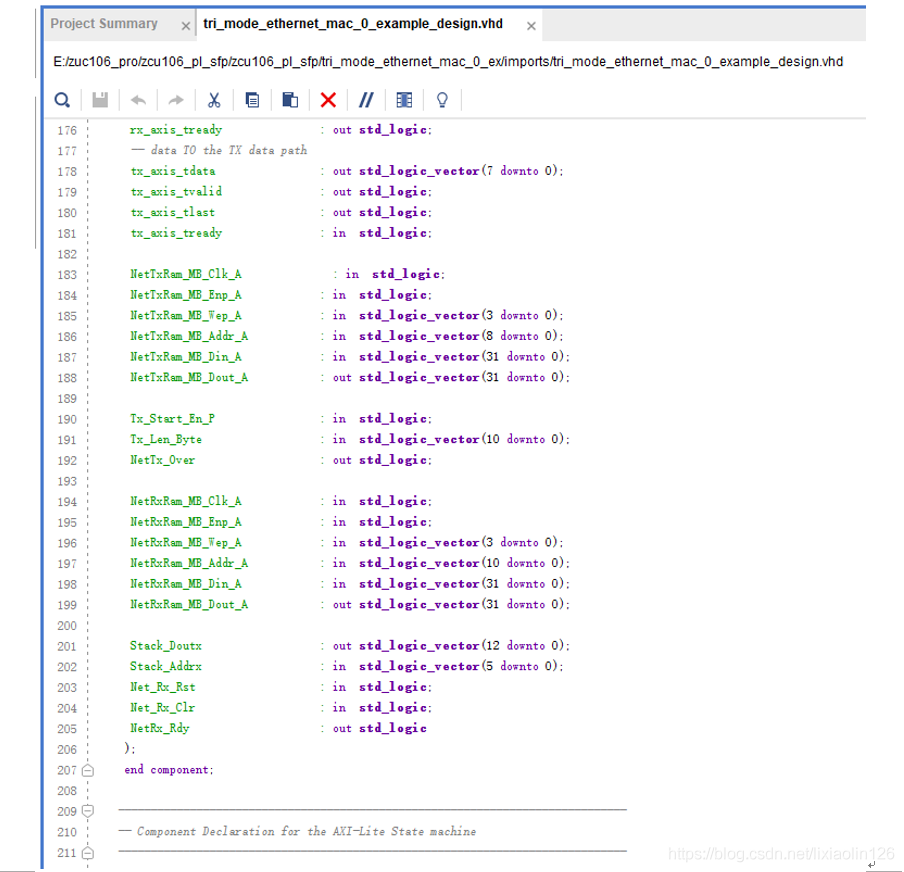 Project Summary × tri_mode_ethernet_mac_0_example_design.vhd ×
E:/zuc106_pro/zcu106_pl_sfp/zcu106_pl_sfp/tri_mode_ethernet_mac_0_ex/imports/tri_mode_ethernet_mac_0_example_design.vhd
176 rx_axis_tready : out std_logic;
177 -- data TO the TX data path
178 tx_axis_tdata : out std_logic_vector(7 downto 0);
179 tx_axis_tvalid : out std_logic;
180 tx_axis_tlast : out std_logic;
181 tx_axis_tready : in std_logic;
182
183 NetTxRam_MB_Clk_A : in std_logic;
184 NetTxRam_MB_Enp_A : in std_logic;
185 NetTxRam_MB_Wep_A : in std_logic_vector(3 downto 0);
186 NetTxRam_MB_Addr_A : in std_logic_vector(8 downto 0);
187 NetTxRam_MB_Din_A : in std_logic_vector(31 downto 0);
188 NetTxRam_MB_Dout_A : out std_logic_vector(31 downto 0);
189
190 Tx_Start_En_P : in std_logic;
191 Tx_Len_Byte : in std_logic_vector(10 downto 0);
192 NetTx_Over : out std_logic;
193
194 NetRxRam_MB_Clk_A : in std_logic;
195 NetRxRam_MB_Enp_A : in std_logic;
196 NetRxRam_MB_Wep_A : in std_logic_vector(3 downto 0);
197 NetRxRam_MB_Addr_A : in std_logic_vector(10 downto 0);
198 NetRxRam_MB_Din_A : in std_logic_vector(31 downto 0);
199 NetRxRam_MB_Dout_A : out std_logic_vector(31 downto 0);
200
201 Stack_Doutx : out std_logic_vector(12 downto 0);
202 Stack_Addrx : in std_logic_vector(5 downto 0);
203 Net_Rx_Rst : in std_logic;
204 Net_Rx_Clr : in std_logic;
205 NetRx_Rdy : out std_logic
206 );
207 end component;
208
209 ------------------------------------------------------------------------------
210 -- Component Declaration for the AXI-Lite State machine
211 ------------------------------------------------------------------------------
https://blog.csdn.net/lixiaolin126